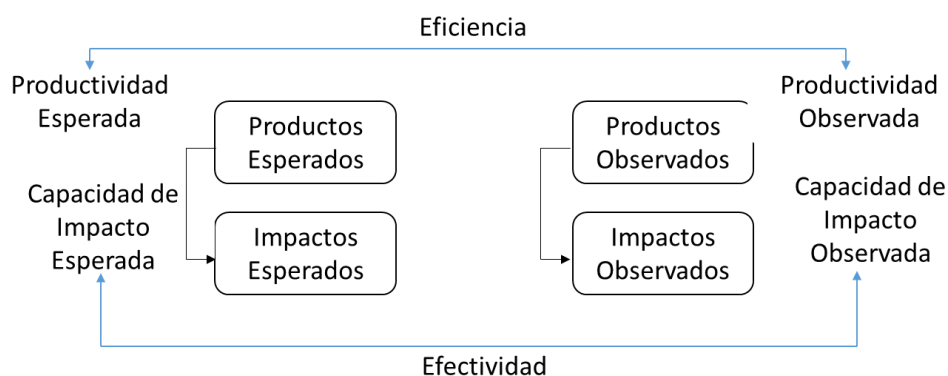 Eficiencia
Productividad
Esperada
Productividad
Observada
Productos
Esperados
Productos
Observados
Capacidad de
Impacto
Esperada
Capacidad de
Impacto
Observada
Impactos
Esperados
Impactos
Observados
Efectividad